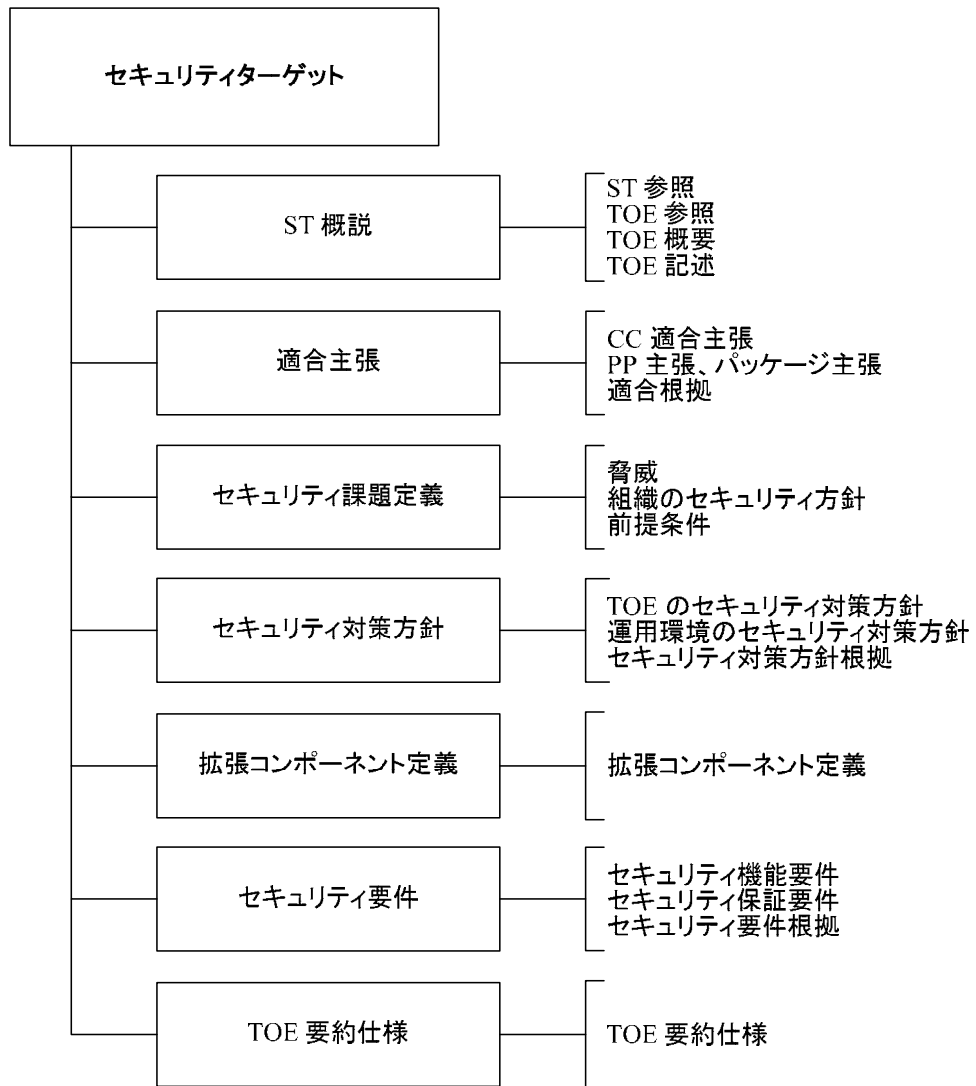 セキュリティターゲット
ST 概説
ST 参照
TOE 参照
TOE 概要
TOE 記述
適合主張
CC 適合主張
PP 主張、パッケージ主張
適合根拠
セキュリティ課題定義
脅威
組織のセキュリティ方針
前提条件
セキュリティ対策方針
TOE のセキュリティ対策方針
運用環境のセキュリティ対策方針
セキュリティ対策方針根拠
拡張コンポーネント定義
拡張コンポーネント定義
セキュリティ要件
セキュリティ機能要件
セキュリティ保証要件
セキュリティ要件根拠
TOE 要約仕様
TOE 要約仕様